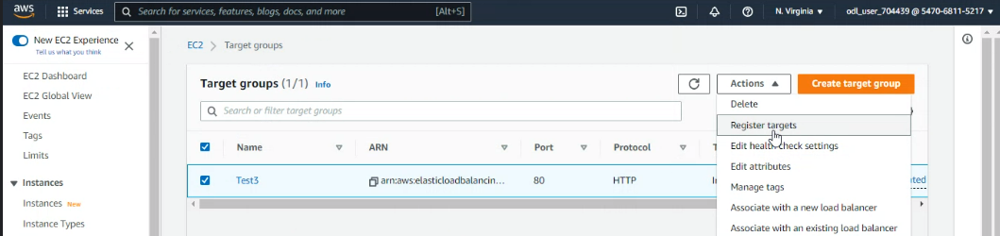 aws Services Search for services, features, blogs, docs, and more [Alt+S] N. Virginia odl_user_704439 @ 5470-6811-5217
New EC2 Experience
Tell us what you think
EC2 Dashboard
EC2 Global View
Events
Tags
Limits
Instances
Instances New
Instance Types
EC2 > Target groups
Target groups (1/1) Info
Actions
Create target group
Search or filter target groups
Name ARN Port Protocol
Test3 arn:aws:elasticloadbalancin... 80 HTTP
Delete
Register targets
Edit health check settings
Edit attributes
Manage tags
Associate with a new load balancer
Associate with an existing load balancer